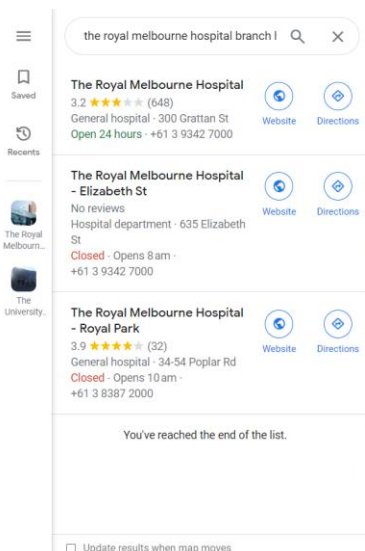 the royal melbourne hospital branch l
Saved
Recents
The Royal
Melbourn...
The
University...
The Royal Melbourne Hospital
3.2 (648)
General hospital · 300 Grattan St
Open 24 hours · +61 3 9342 7000
Website
Directions
The Royal Melbourne Hospital
- Elizabeth St
No reviews
Hospital department · 635 Elizabeth
St
Closed · Opens 8 am ·
+61 3 9342 7000
Website
Directions
The Royal Melbourne Hospital
- Royal Park
3.9 (32)
General hospital · 34-54 Poplar Rd
Closed · Opens 10 am ·
+61 3 8387 2000
Website
Directions
You've reached the end of the list.
Update results when map moves